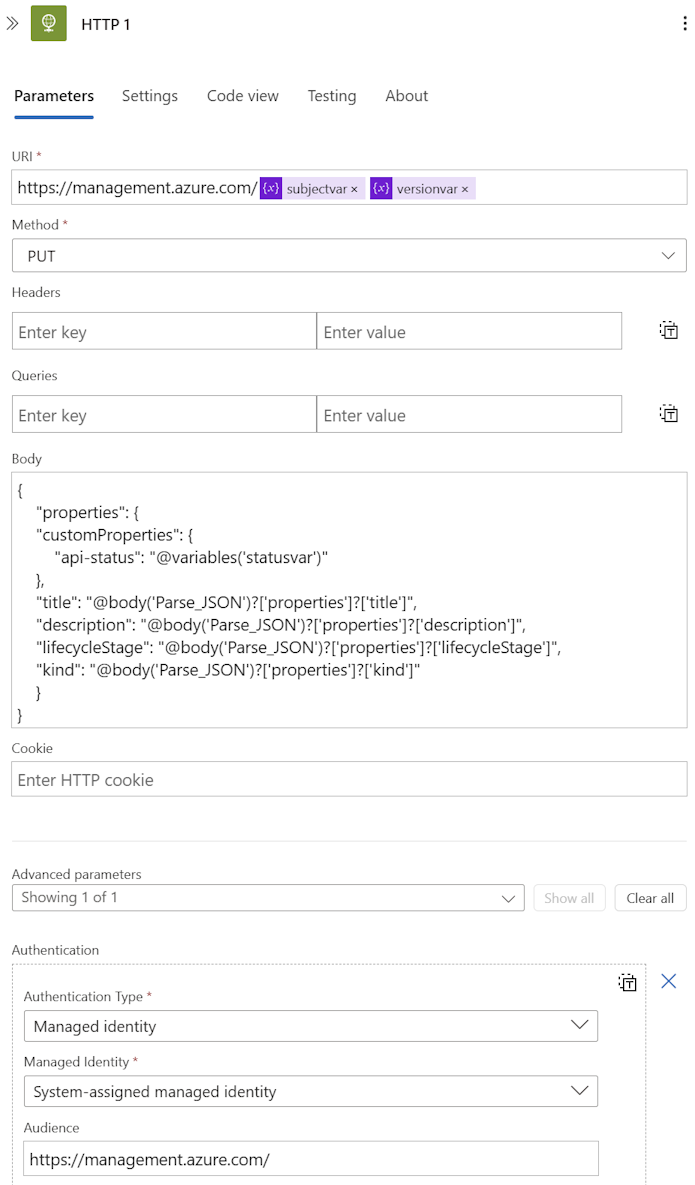 HTTP 1
Parameters Settings Code view Testing About
URI *
https://management.azure.com/ {x} subjectvar × {x} versionvar ×
Method *
PUT
Headers
Enter key Enter value
Queries
Enter key Enter value
Body
{
"properties": {
"customProperties": {
"api-status": "@variables('statusvar')"
},
"title": "@body('Parse_JSON')?['properties']?['title']",
"description": "@body('Parse_JSON')?['properties']?['description']",
"lifecycleStage": "@body('Parse_JSON')?['properties']?['lifecycleStage']",
"kind": "@body('Parse_JSON')?['properties']?['kind']"
}
}
Cookie
Enter HTTP cookie
Advanced parameters
Showing 1 of 1 Show all Clear all
Authentication
Authentication Type *
Managed identity
Managed Identity *
System-assigned managed identity
Audience
https://management.azure.com/